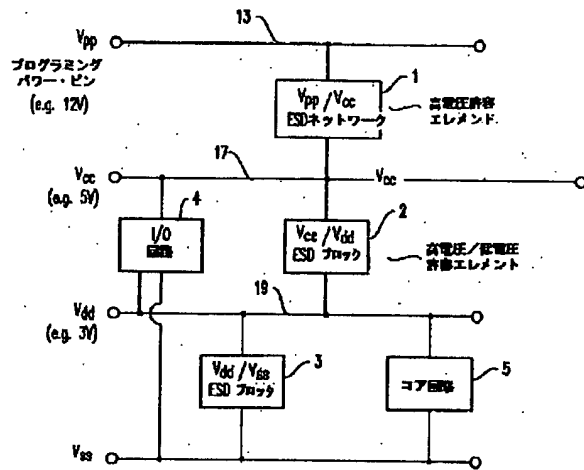 13
Vpp
プログラミング
パワー・ピン
(e.g. 12V)
1
Vpp/Vcc
ESDネットワーク
高電圧許容
エレメント
17
Vcc
Vcc
(e.g. 5V)
4
I/O
回路
2
Vcc/Vdd
ESD ブロック
高電圧/低電圧
許容エレメント
19
Vdd
(e.g. 3V)
Vdd/Vss
ESD ブロック
3
コア回路
5
Vss